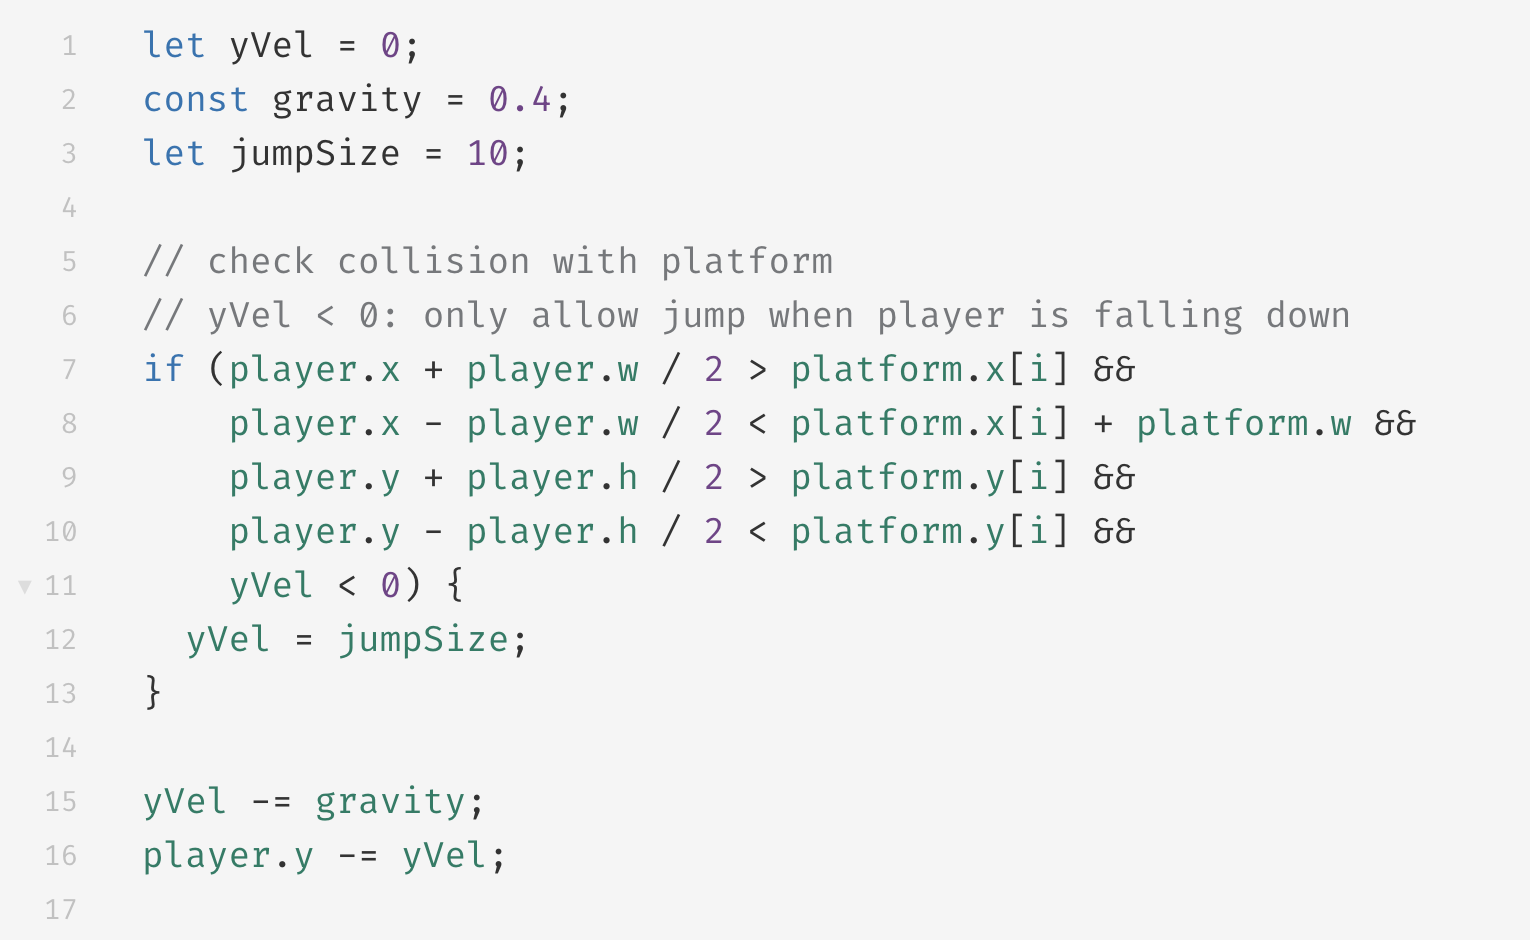 1 let yVel = 0;
2 const gravity = 0.4;
3 let jumpSize = 10;
4
5 // check collision with platform
6 // yVel < 0: only allow jump when player is falling down
7 if (player.x + player.w / 2 > platform.x[i] &&
8     player.x - player.w / 2 < platform.x[i] + platform.w &&
9     player.y + player.h / 2 > platform.y[i] &&
10     player.y - player.h / 2 < platform.y[i] &&
▼ 11     yVel < 0) {
12   yVel = jumpSize;
13 }
14
15 yVel -= gravity;
16 player.y -= yVel;
17